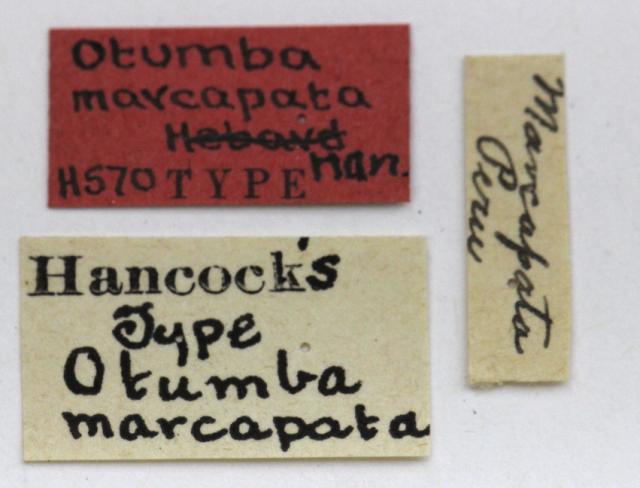 Otumba
marcapata
Hebard
H570 TYPE Han.
Hancock's
Type
Otumba
marcapata
Marcapata
Peru